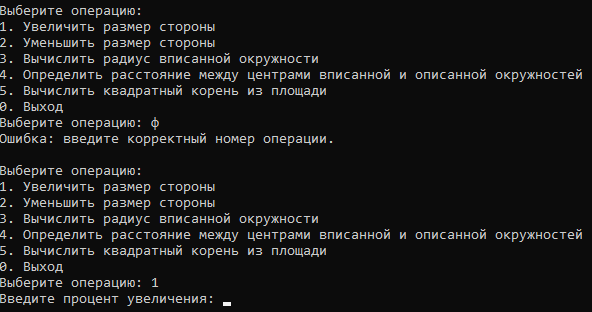 Выберите операцию:
1. Увеличить размер стороны
2. Уменьшить размер стороны
3. Вычислить радиус вписанной окружности
4. Определить расстояние между центрами вписанной и описанной окружностей
5. Вычислить квадратный корень из площади
0. Выход
Выберите операцию: ф
Ошибка: введите корректный номер операции.
Выберите операцию:
1. Увеличить размер стороны
2. Уменьшить размер стороны
3. Вычислить радиус вписанной окружности
4. Определить расстояние между центрами вписанной и описанной окружностей
5. Вычислить квадратный корень из площади
0. Выход
Выберите операцию: 1
Введите процент увеличения: